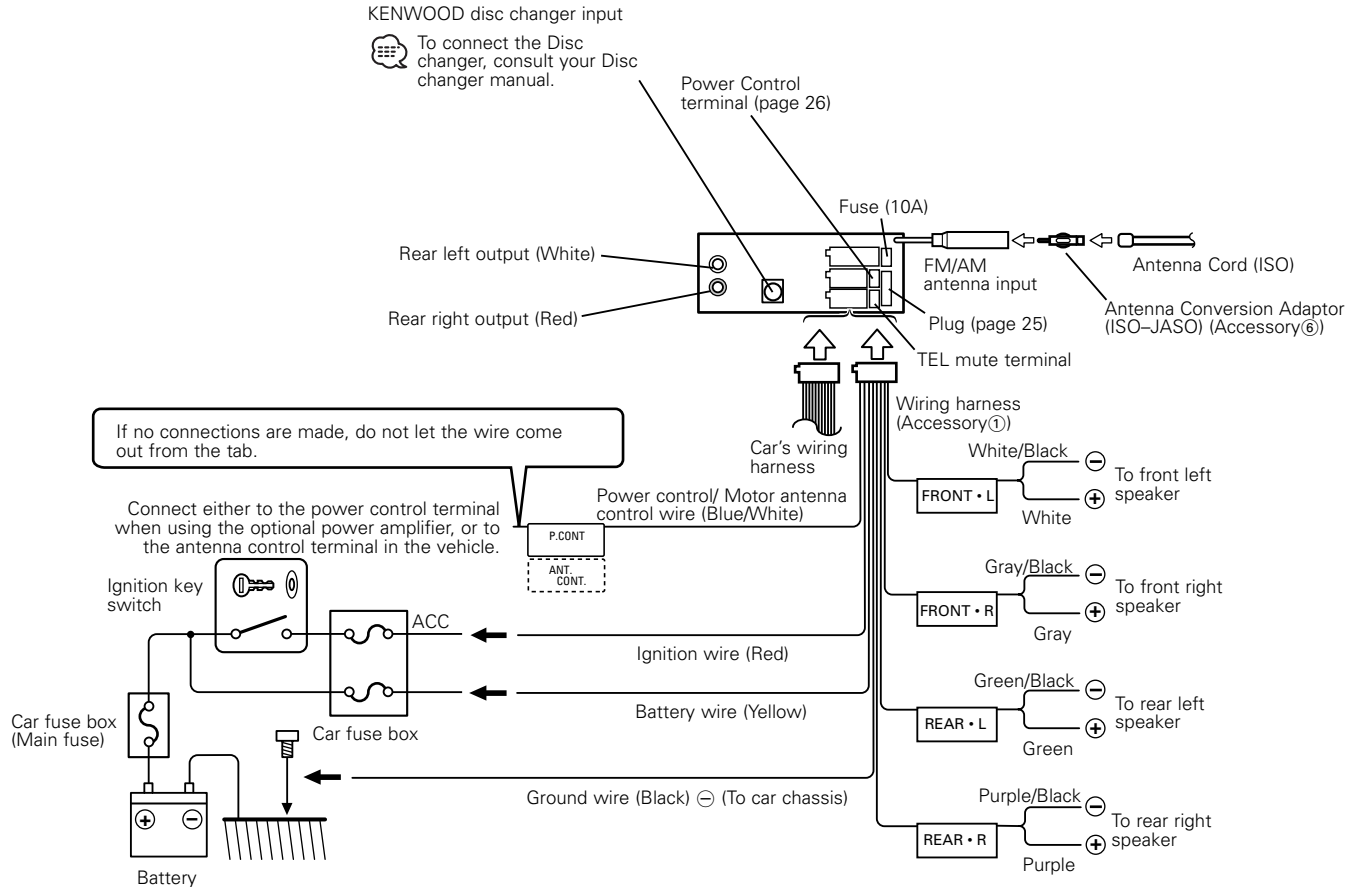 KENWOOD disc changer input
To connect the Disc
changer, consult your Disc
changer manual.
Power Control
terminal (page 26)
Fuse (10A)
Rear left output (White)
Rear right output (Red)
FM/AM
antenna input
Antenna Cord (ISO)
Antenna Conversion Adaptor
(ISO–JASO) (Accessory⑥)
Plug (page 25)
TEL mute terminal
Wiring harness
(Accessory①)
Car's wiring
harness
If no connections are made, do not let the wire come
out from the tab.
Power control/ Motor antenna
control wire (Blue/White)
Connect either to the power control terminal
when using the optional power amplifier, or to
the antenna control terminal in the vehicle.
P.CONT
ANT.
CONT.
White/Black
⊖
FRONT • L
⊕
White
To front left
speaker
Gray/Black
⊖
FRONT • R
⊕
Gray
To front right
speaker
Ignition key
switch
ACC
Ignition wire (Red)
Battery wire (Yellow)
Car fuse box
(Main fuse)
Car fuse box
Green/Black
⊖
REAR • L
⊕
Green
To rear left
speaker
Ground wire (Black) ⊖ (To car chassis)
Purple/Black
⊖
REAR • R
⊕
Purple
To rear right
speaker
⊕ ⊖
Battery